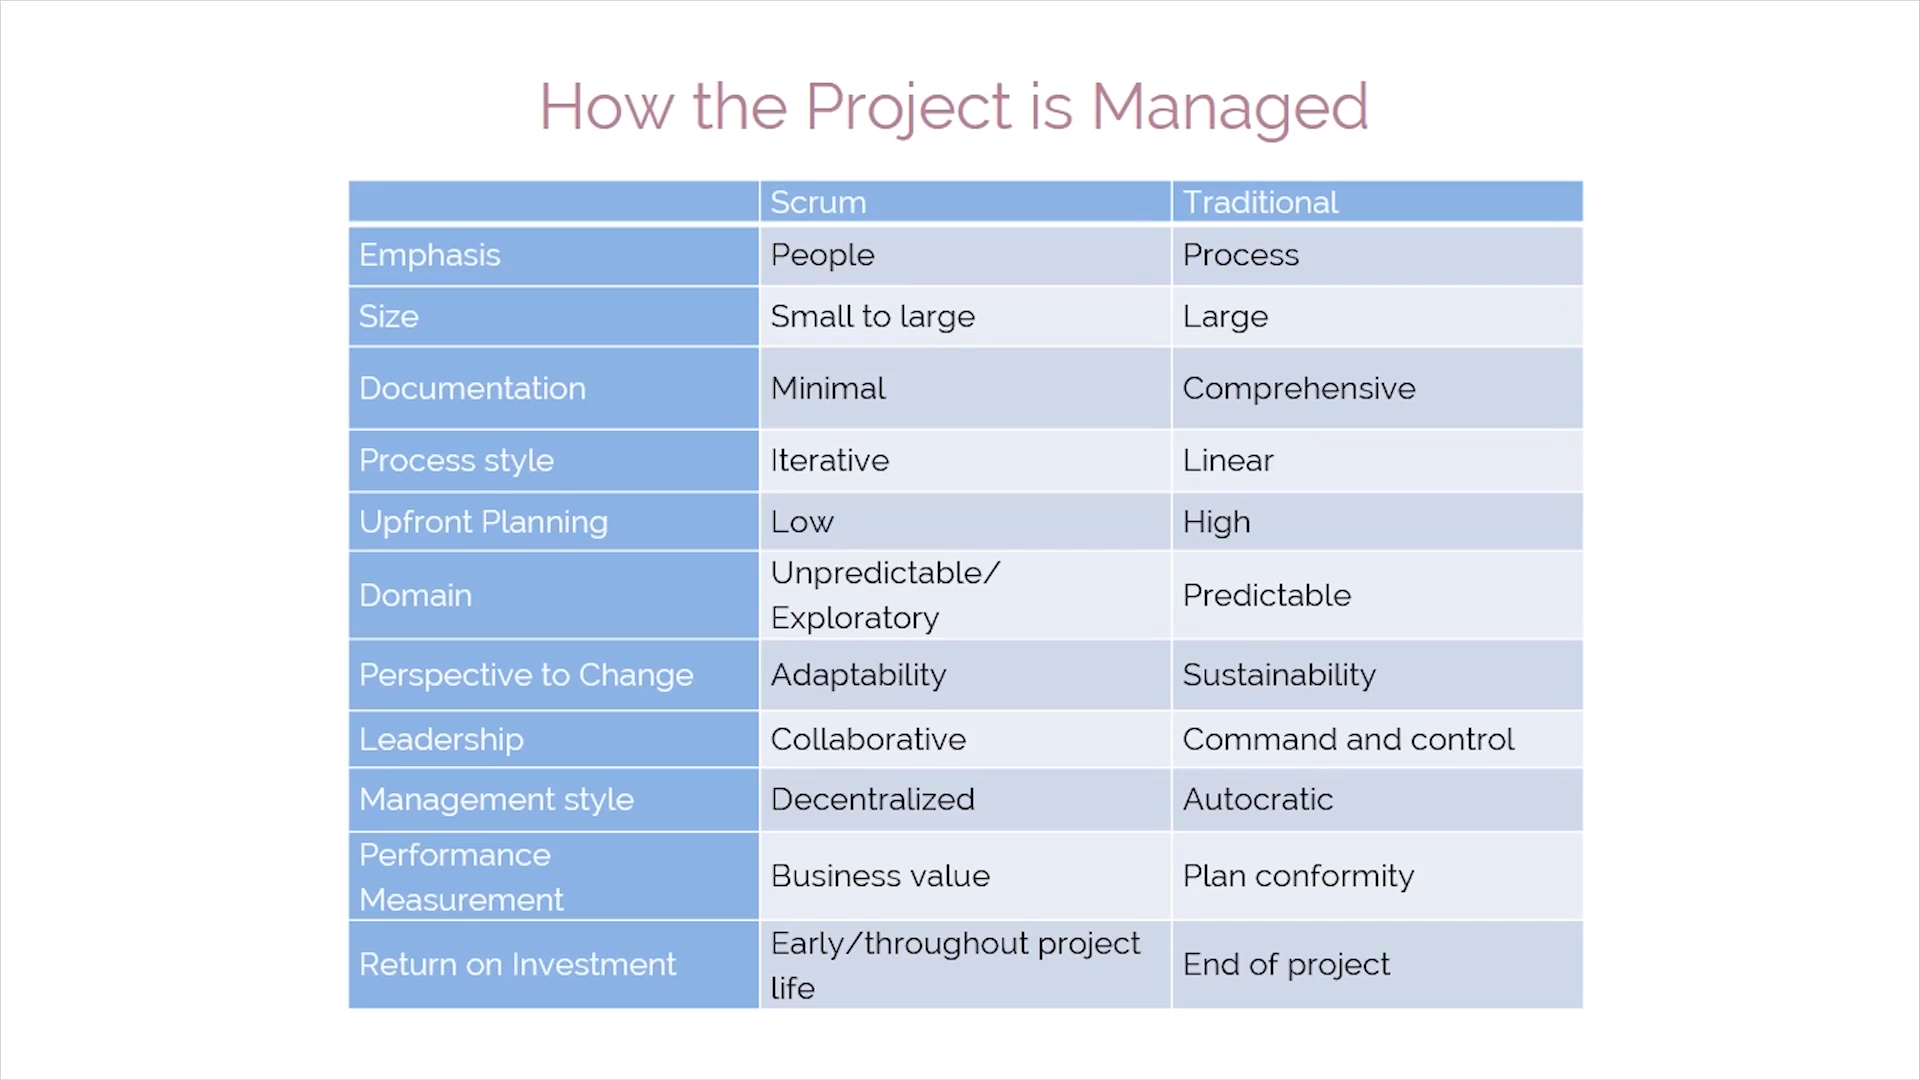 How the Project is Managed
Scrum Traditional
Emphasis People Process
Size Small to large Large
Documentation Minimal Comprehensive
Process style Iterative Linear
Upfront Planning Low High
Domain Unpredictable/
Exploratory Predictable
Perspective to Change Adaptability Sustainability
Leadership Collaborative Command and control
Management style Decentralized Autocratic
Performance
Measurement Business value Plan conformity
Return on Investment Early/throughout project
life End of project